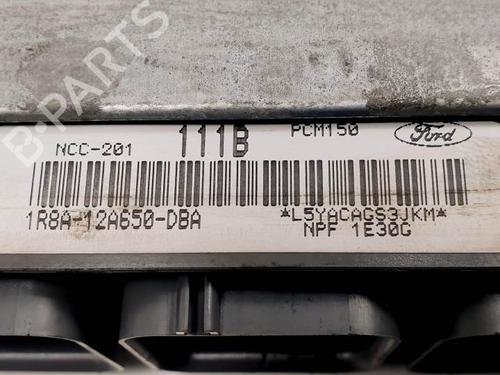 NCC-201 111B PCM150 Ford
1R8A-12A650-DBA *L5YACAGS3JKM*
NPF 1E30G
B-PARTS